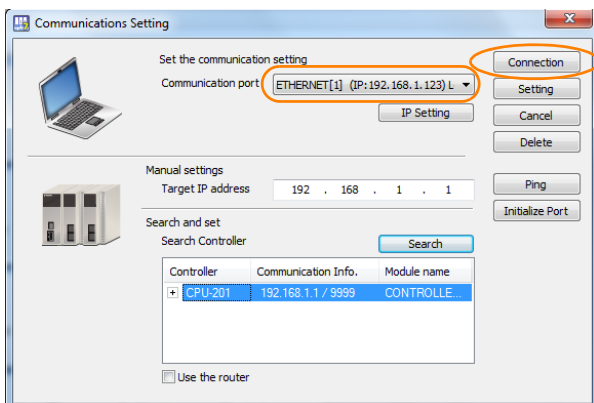 Communications Setting
Set the communication setting
Connection
Communication port
ETHERNET[1] (IP:192.168.1.123) L
Setting
IP Setting
Cancel
Delete
Manual settings
Target IP address
192 . 168 . 1 . 1
Ping
Initialize Port
Search and set
Search Controller
Search
Controller Communication Info. Module name
CPU-201 192.168.1.1 / 9999 CONTROLLE...
Use the router